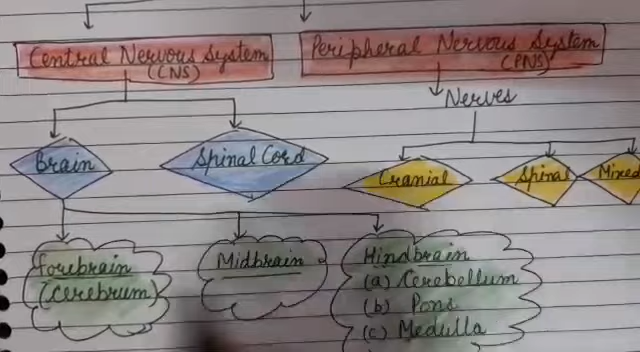 Central Nervous System
(CNS)
Peripheral Nervous System
(PNS)
Nerves
Brain
Spinal Cord
Cranial
Spinal
Mixed
Forebrain
(cerebrum)
Midbrain
Hindbrain
(a) Cerebellum
(b) Pons
(c) Medulla